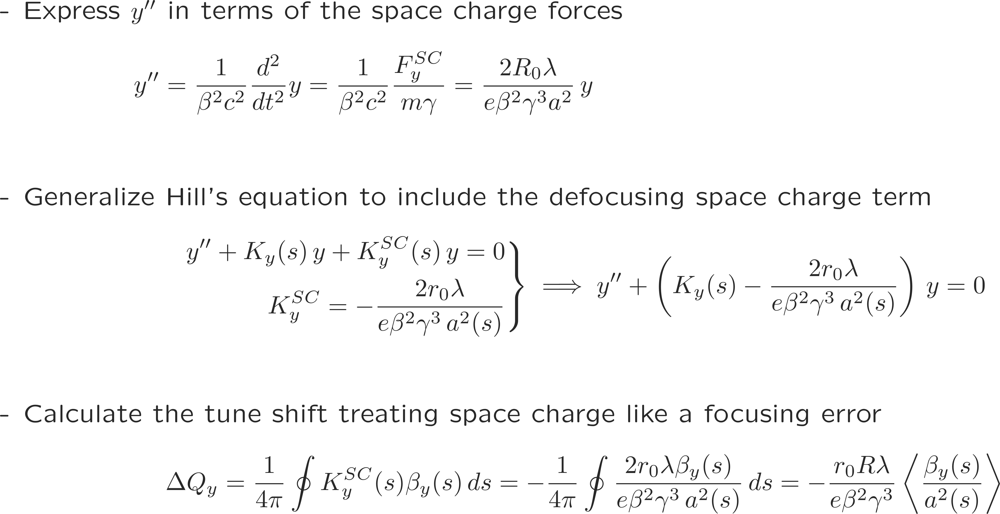 - Express $y''$ in terms of the space charge forces
$y'' = \frac{1}{\beta^2 c^2} \frac{d^2}{dt^2} y = \frac{1}{\beta^2 c^2} \frac{F_y^{SC}}{m\gamma} = \frac{2R_0\lambda}{e\beta^2\gamma^3 a^2} \, y$
- Generalize Hill's equation to include the defocusing space charge term
$\left. \begin{array}{r} y'' + K_y(s)\, y + K_y^{SC}(s)\, y = 0 \\ K_y^{SC} = -\frac{2r_0\lambda}{e\beta^2\gamma^3\, a^2(s)} \end{array} \right\} \Longrightarrow y'' + \left( K_y(s) - \frac{2r_0\lambda}{e\beta^2\gamma^3\, a^2(s)} \right) y = 0$
- Calculate the tune shift treating space charge like a focusing error
$\Delta Q_y = \frac{1}{4\pi} \oint K_y^{SC}(s)\beta_y(s)\, ds = -\frac{1}{4\pi} \oint \frac{2r_0\lambda\beta_y(s)}{e\beta^2\gamma^3\, a^2(s)}\, ds = -\frac{r_0 R\lambda}{e\beta^2\gamma^3} \left\langle \frac{\beta_y(s)}{a^2(s)} \right\rangle$